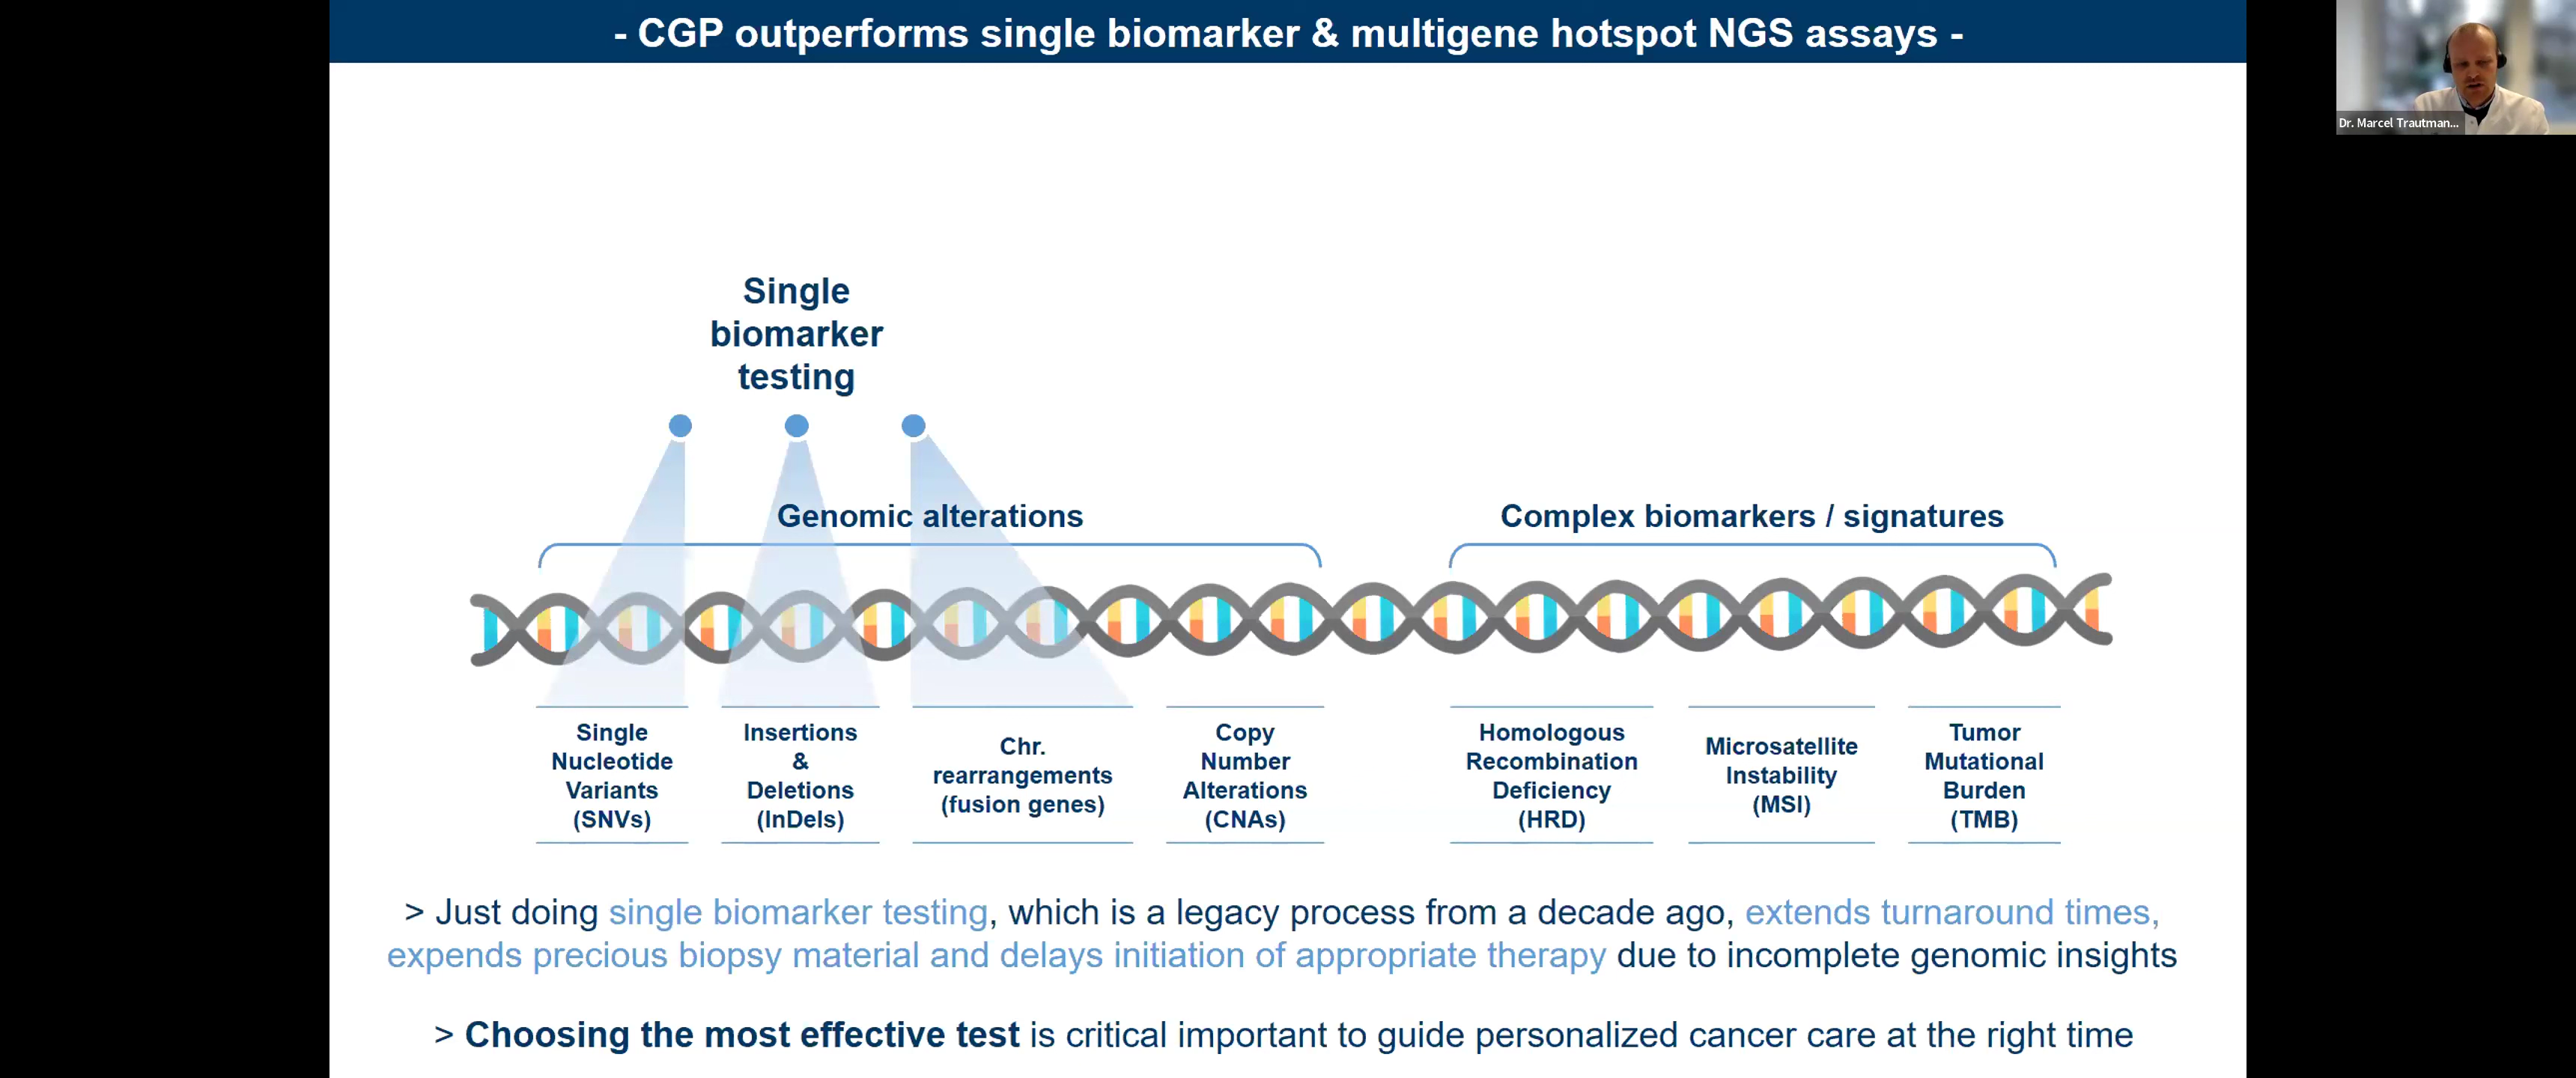 - CGP outperforms single biomarker & multigene hotspot NGS assays -
Dr. Marcel Trautman...
Single
biomarker
testing
Genomic alterations
Complex biomarkers / signatures
Single
Nucleotide
Variants
(SNVs)
Insertions
&
Deletions
(InDels)
Chr.
rearrangements
(fusion genes)
Copy
Number
Alterations
(CNAs)
Homologous
Recombination
Deficiency
(HRD)
Microsatellite
Instability
(MSI)
Tumor
Mutational
Burden
(TMB)
> Just doing single biomarker testing, which is a legacy process from a decade ago, extends turnaround times,
expends precious biopsy material and delays initiation of appropriate therapy due to incomplete genomic insights
> Choosing the most effective test is critical important to guide personalized cancer care at the right time